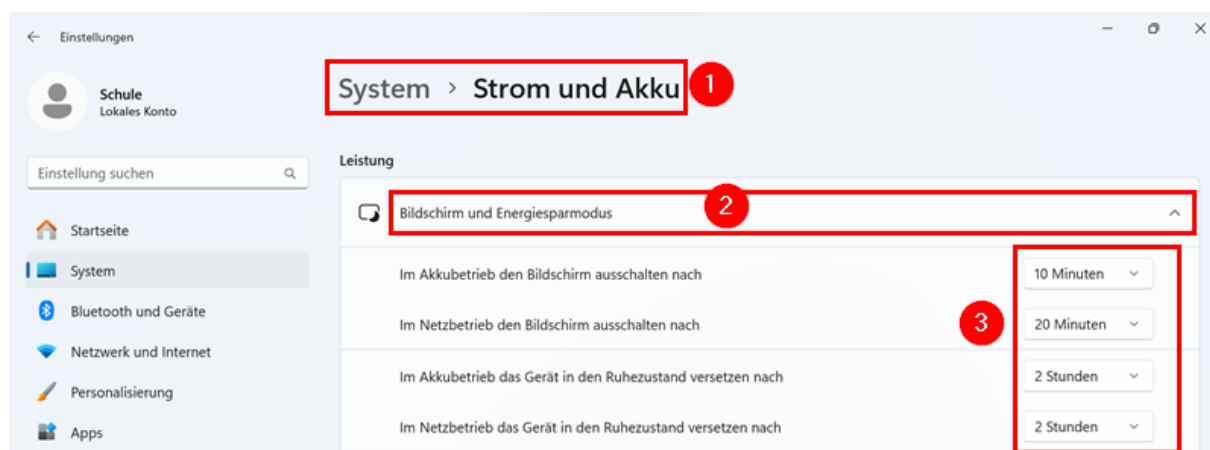 Einstellungen
Schule
Lokales Konto
Einstellung suchen
Startseite
System
Bluetooth und Geräte
Netzwerk und Internet
Personalisierung
Apps
System > Strom und Akku 1
Leistung
Bildschirm und Energiesparmodus 2
Im Akkubetrieb den Bildschirm ausschalten nach 10 Minuten
Im Netzbetrieb den Bildschirm ausschalten nach 3 20 Minuten
Im Akkubetrieb das Gerät in den Ruhezustand versetzen nach 2 Stunden
Im Netzbetrieb das Gerät in den Ruhezustand versetzen nach 2 Stunden